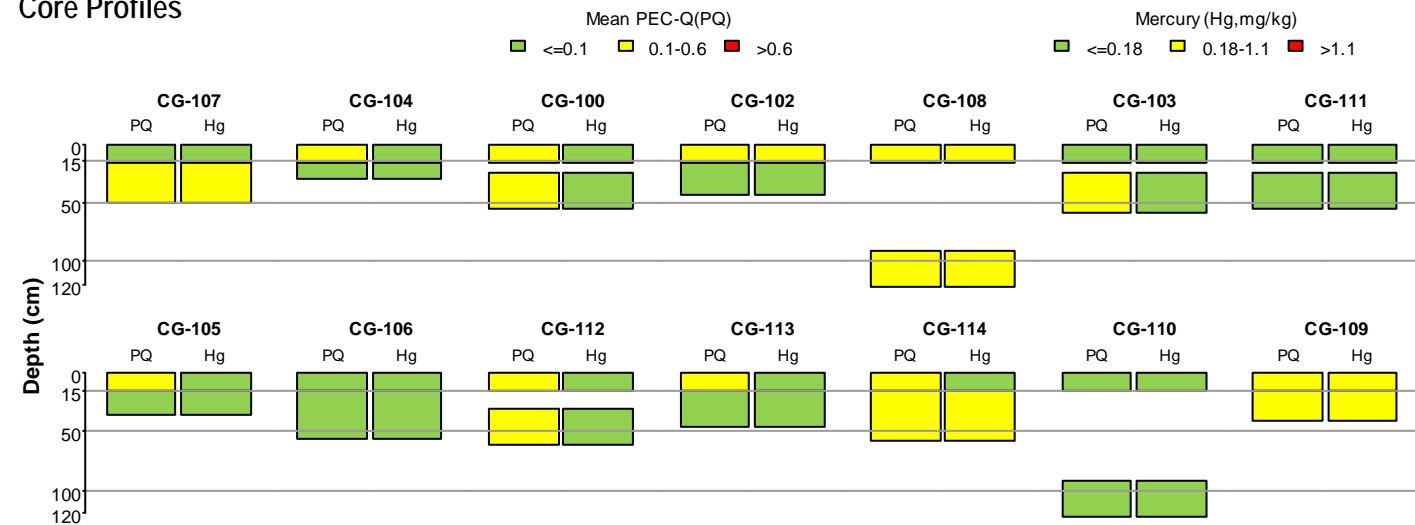 Core Profiles
Mean PEC-Q(PQ)
<=0.1 0.1-0.6 >0.6
Mercury (Hg,mg/kg)
<=0.18 0.18-1.1 >1.1
CG-107 CG-104 CG-100 CG-102 CG-108 CG-103 CG-111
PQ Hg PQ Hg PQ Hg PQ Hg PQ Hg PQ Hg PQ Hg
0
15
50
100
120
Depth (cm)
CG-105 CG-106 CG-112 CG-113 CG-114 CG-110 CG-109
PQ Hg PQ Hg PQ Hg PQ Hg PQ Hg PQ Hg PQ Hg
0
15
50
100
120